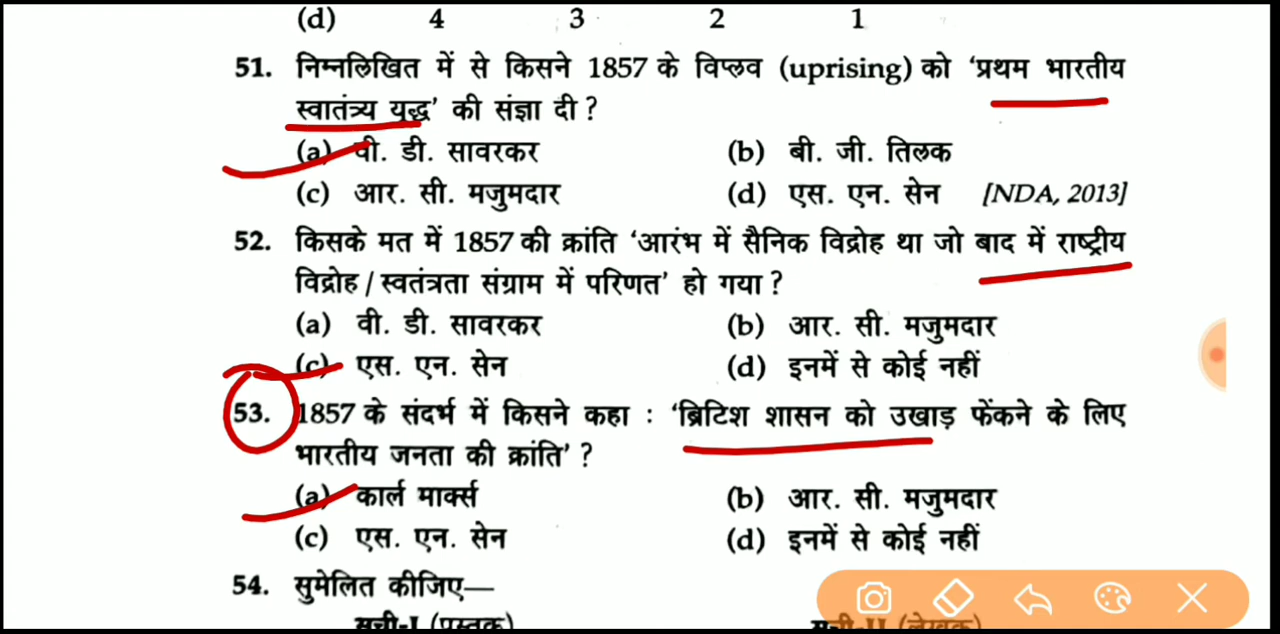 (d) 4 3 2 1
51. निम्नलिखित में से किसने 1857 के विप्लव (uprising) को ‘प्रथम भारतीय
स्वातंत्र्य युद्ध’ की संज्ञा दी ?
(a) वी. डी. सावरकर (b) बी. जी. तिलक
(c) आर. सी. मजुमदार (d) एस. एन. सेन [NDA, 2013]
52. किसके मत में 1857 की क्रांति ‘आरंभ में सैनिक विद्रोह था जो बाद में राष्ट्रीय
विद्रोह / स्वतंत्रता संग्राम में परिणत’ हो गया ?
(a) वी. डी. सावरकर (b) आर. सी. मजुमदार
(c) एस. एन. सेन (d) इनमें से कोई नहीं
53. 1857 के संदर्भ में किसने कहा : ‘ब्रिटिश शासन को उखाड़ फेंकने के लिए
भारतीय जनता की क्रांति’ ?
(a) कार्ल मार्क्स (b) आर. सी. मजुमदार
(c) एस. एन. सेन (d) इनमें से कोई नहीं
54. सुमेलित कीजिए—
सूची-I (पुस्तक) सूची-II (लेखक)